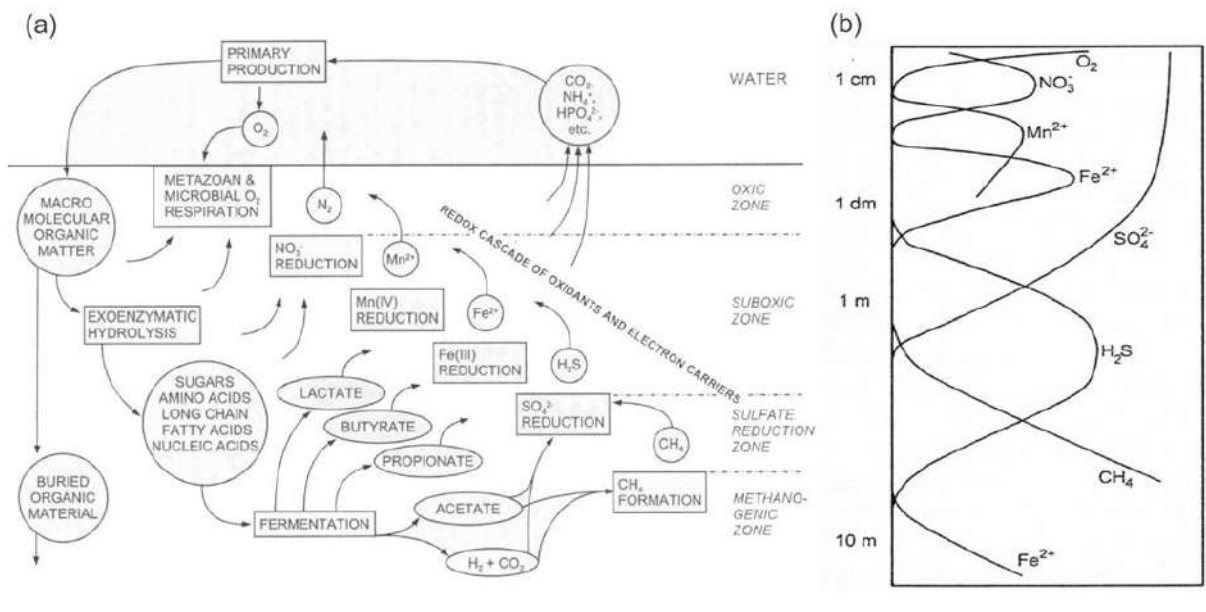 (a)
PRIMARY
PRODUCTION
O₂
CO₃⁻
NH₄⁺,
HPO₄²⁻,
etc.
WATER
MACRO
MOLECULAR
ORGANIC
MATTER
METAZOAN &
MICROBIAL O₂
RESPIRATION
N₂
OXIC
ZONE
NO₃⁻
REDUCTION
Mn²⁺
REDOX CASCADE OF OXIDANTS AND ELECTRON CARRIERS
EXOENZYMATIC
HYDROLYSIS
Mn(IV)
REDUCTION
Fe²⁺
SUBOXIC
ZONE
Fe(III)
REDUCTION
H₂S
SUGARS
AMINO ACIDS
LONG CHAIN
FATTY ACIDS
NUCLEIC ACIDS
LACTATE
BUTYRATE
PROPIONATE
SO₄²⁻
REDUCTION
CH₄
SULFATE
REDUCTION
ZONE
BURIED
ORGANIC
MATERIAL
FERMENTATION
ACETATE
H₂ + CO₂
CH₄
FORMATION
METHANO-
GENIC
ZONE
(b)
1 cm
1 dm
1 m
10 m
O₂
NO₃⁻
Mn²⁺
Fe²⁺
SO₄²⁻
H₂S
CH₄
Fe²⁺